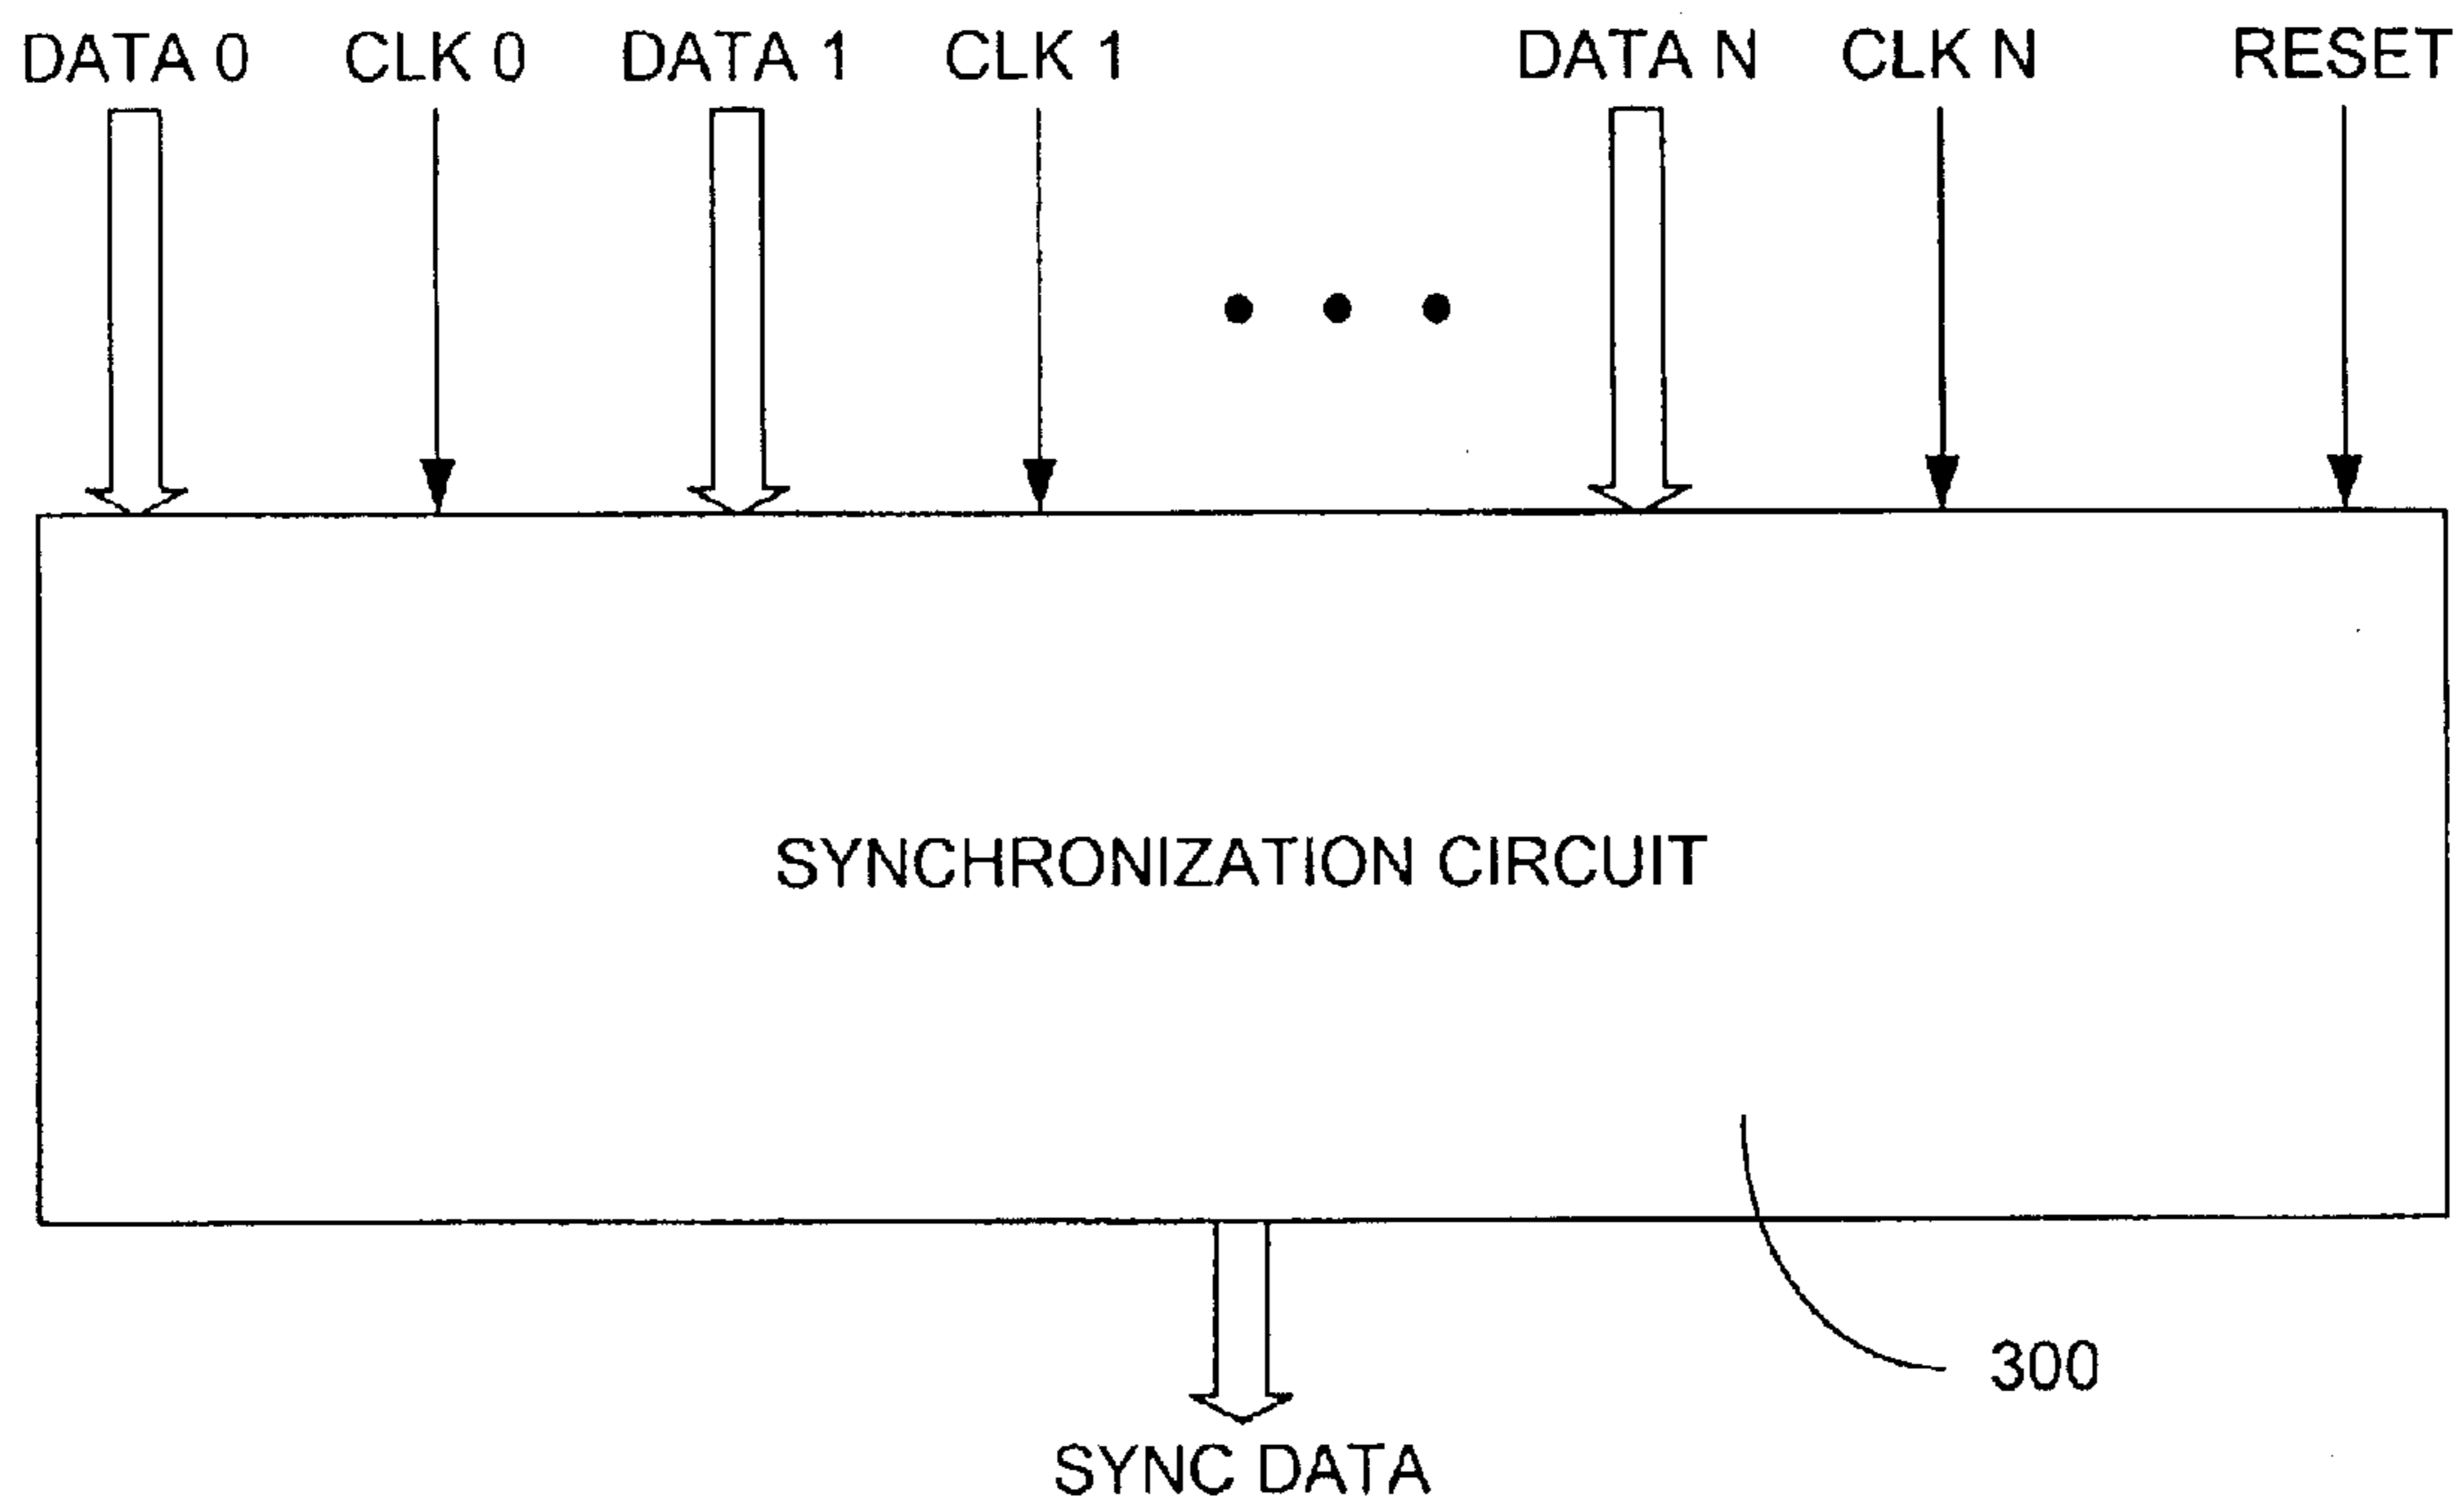 DATA 0 CLK 0 DATA 1 CLK 1 DATA N CLK N RESET
SYNCHRONIZATION CIRCUIT
300
SYNC DATA